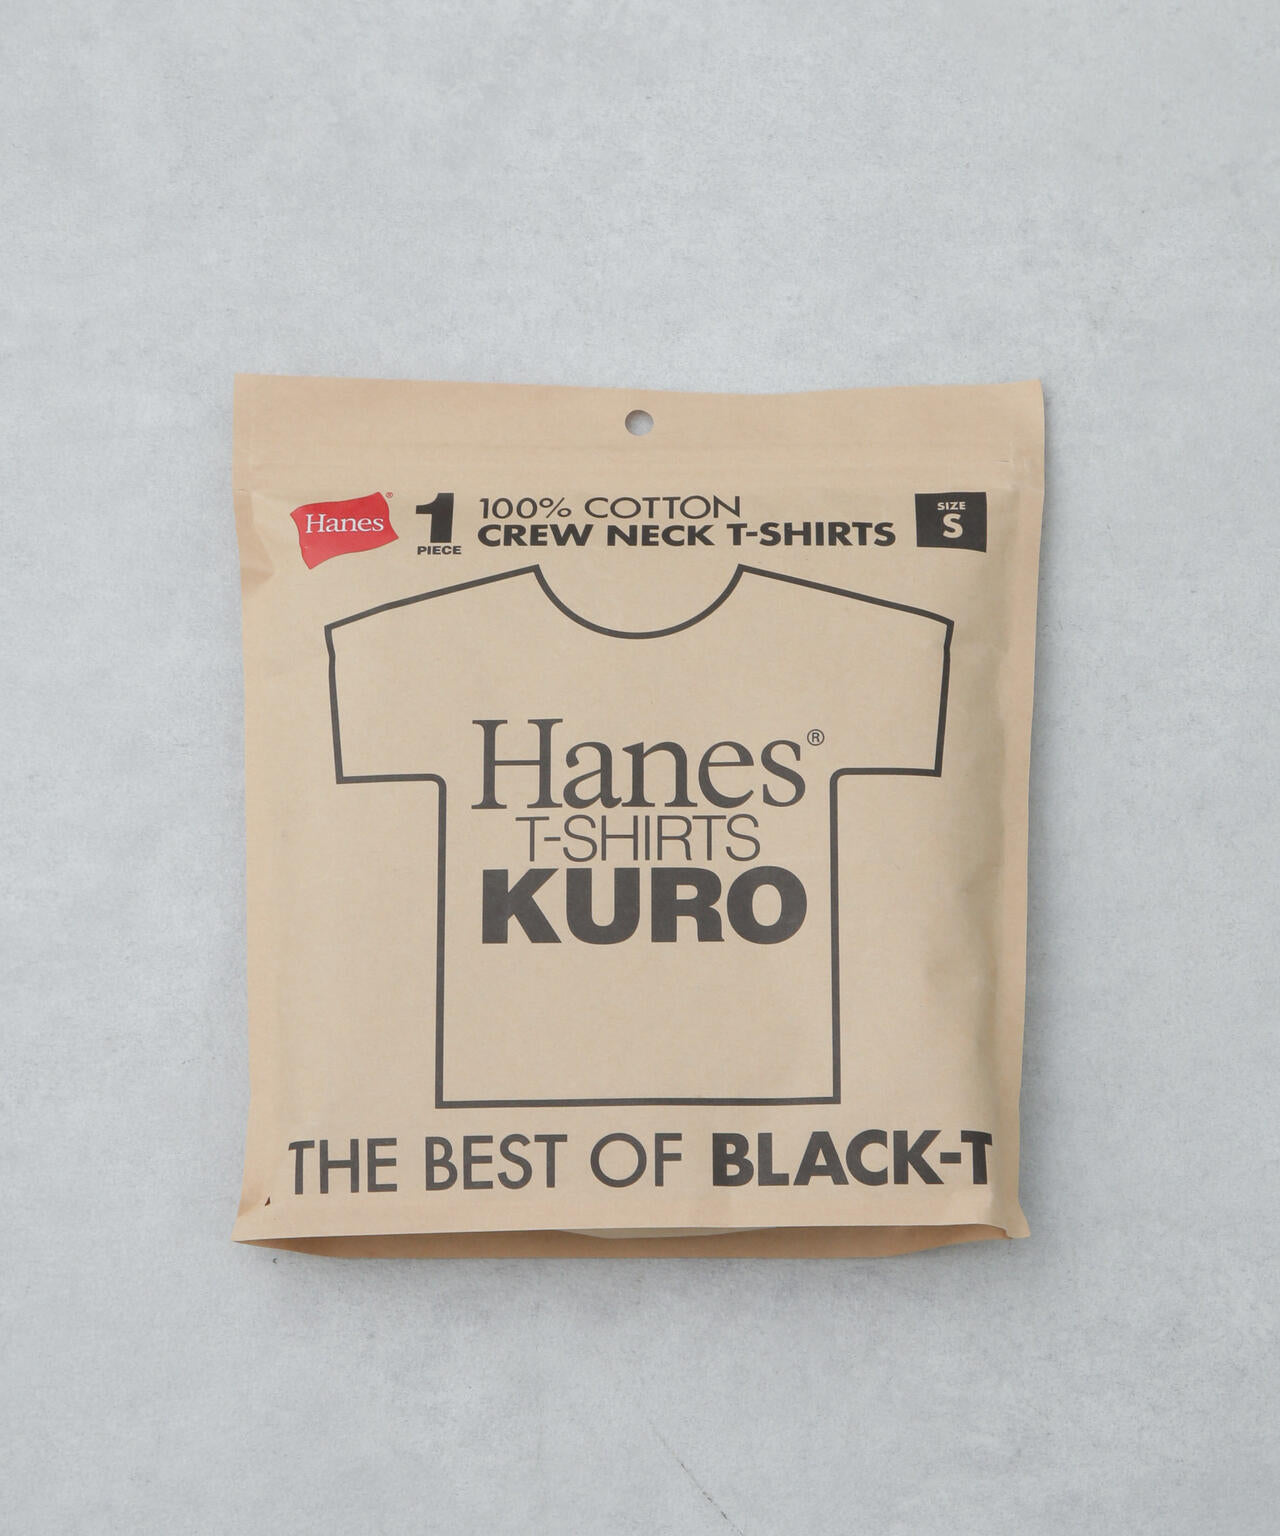 Hanes®
1
PIECE
100% COTTON
CREW NECK T-SHIRTS
SIZE
S
Hanes®
T-SHIRTS
KURO
THE BEST OF BLACK-T